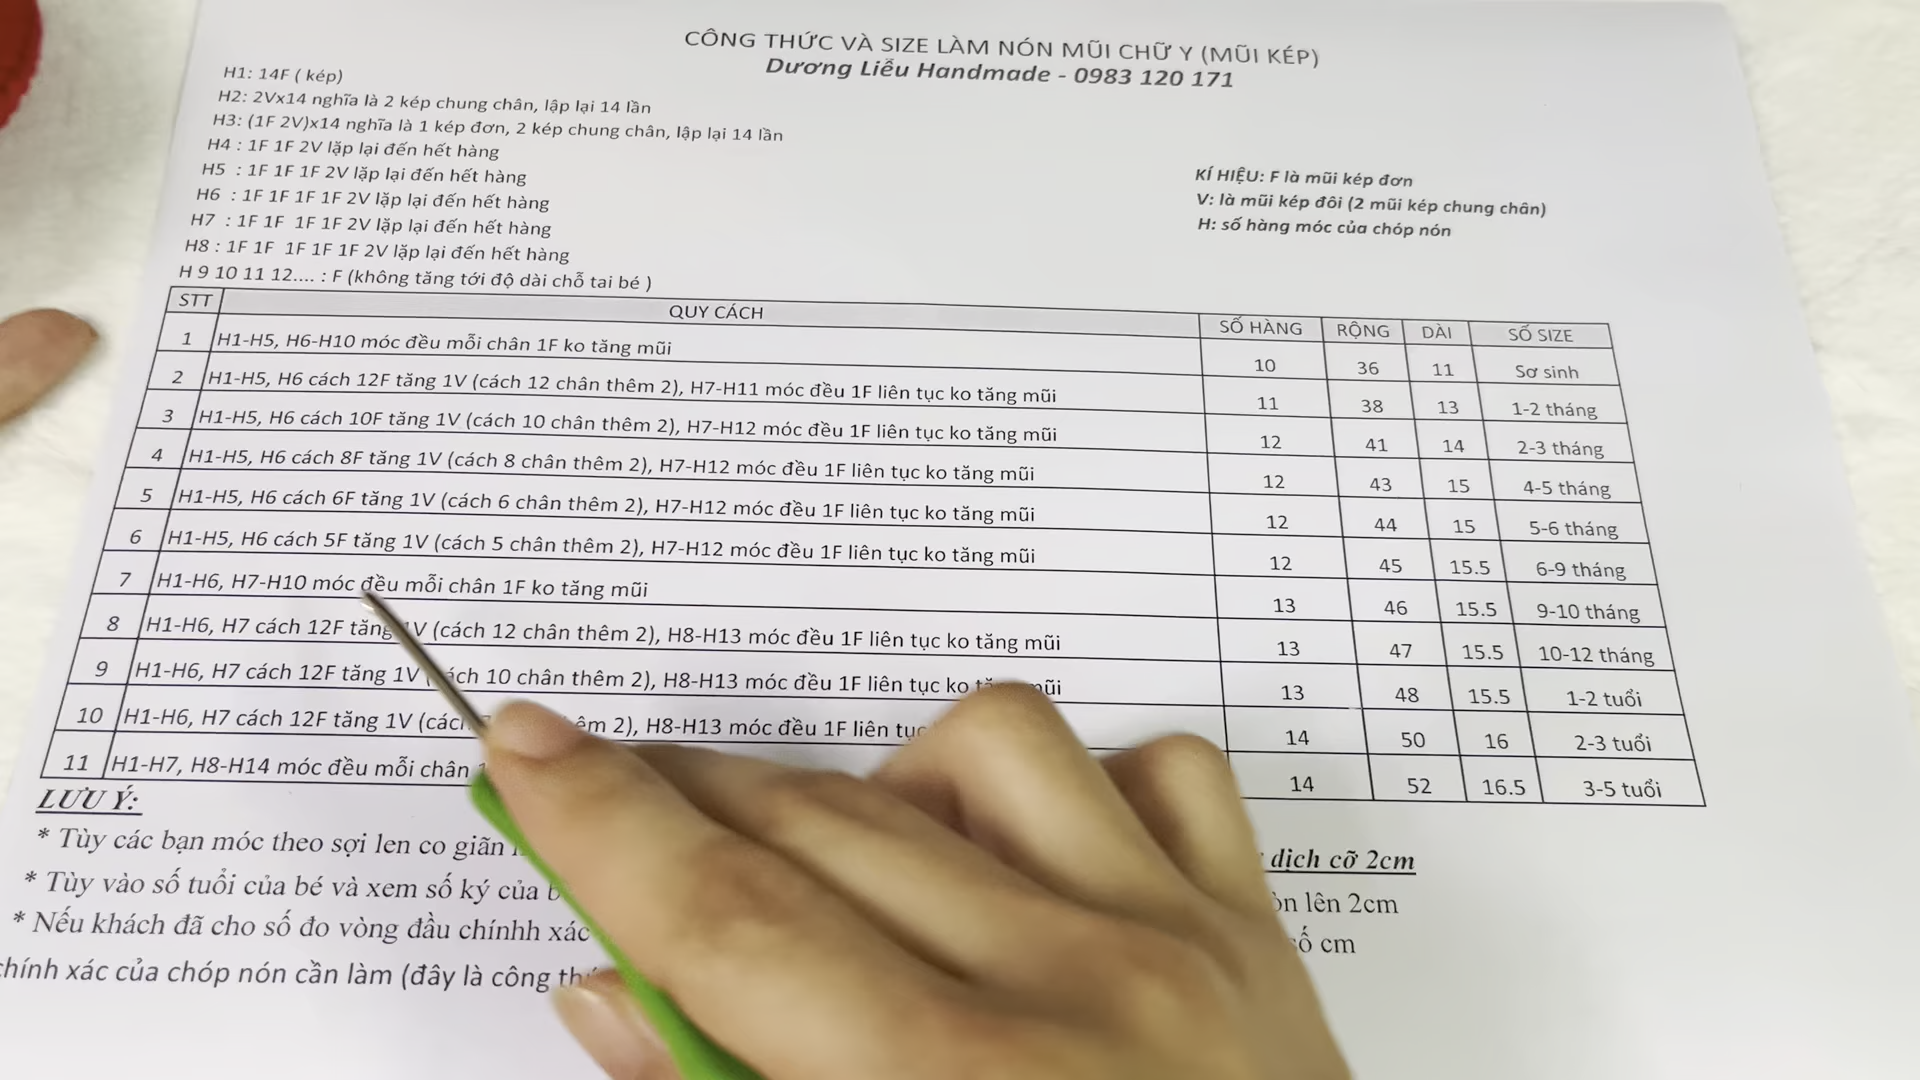 CÔNG THỨC VÀ SIZE LÀM NÓN MŨI CHỮ Y (MŨI KÉP)
Dương Liễu Handmade - 0983 120 171
H1: 14F ( kép)
H2: 2Vx14 nghĩa là 2 kép chung chân, lập lại 14 lần
H3: (1F 2V)x14 nghĩa là 1 kép đơn, 2 kép chung chân, lập lại 14 lần
H4 : 1F 1F 2V lặp lại đến hết hàng
H5 : 1F 1F 1F 2V lặp lại đến hết hàng
H6 : 1F 1F 1F 1F 2V lặp lại đến hết hàng
H7 : 1F 1F 1F 1F 2V lặp lại đến hết hàng
H8 : 1F 1F 1F 1F 1F 2V lặp lại đến hết hàng
H 9 10 11 12.... : F (không tăng tới độ dài chỗ tai bé )
KÍ HIỆU: F là mũi kép đơn
V: là mũi kép đôi (2 mũi kép chung chân)
H: số hàng móc của chóp nón
STT QUY CÁCH SỐ HÀNG RỘNG DÀI SỐ SIZE
1 H1-H5, H6-H10 móc đều mỗi chân 1F ko tăng mũi 10 36 11 Sơ sinh
2 H1-H5, H6 cách 12F tăng 1V (cách 12 chân thêm 2), H7-H11 móc đều 1F liên tục ko tăng mũi 11 38 13 1-2 tháng
3 H1-H5, H6 cách 10F tăng 1V (cách 10 chân thêm 2), H7-H12 móc đều 1F liên tục ko tăng mũi 12 41 14 2-3 tháng
4 H1-H5, H6 cách 8F tăng 1V (cách 8 chân thêm 2), H7-H12 móc đều 1F liên tục ko tăng mũi 12 43 15 4-5 tháng
5 H1-H5, H6 cách 6F tăng 1V (cách 6 chân thêm 2), H7-H12 móc đều 1F liên tục ko tăng mũi 12 44 15 5-6 tháng
6 H1-H5, H6 cách 5F tăng 1V (cách 5 chân thêm 2), H7-H12 móc đều 1F liên tục ko tăng mũi 12 45 15.5 6-9 tháng
7 H1-H6, H7-H10 móc đều mỗi chân 1F ko tăng mũi 13 46 15.5 9-10 tháng
8 H1-H6, H7 cách 12F tăng 1V (cách 12 chân thêm 2), H8-H13 móc đều 1F liên tục ko tăng mũi 13 47 15.5 10-12 tháng
9 H1-H6, H7 cách 12F tăng 1V (cách 10 chân thêm 2), H8-H13 móc đều 1F liên tục ko tăng mũi 13 48 15.5 1-2 tuổi
10 H1-H6, H7 cách 12F tăng 1V (cách thêm 2), H8-H13 móc đều 1F liên tục 14 50 16 2-3 tuổi
11 H1-H7, H8-H14 móc đều mỗi chân 14 52 16.5 3-5 tuổi
LƯU Ý:
* Tùy các bạn móc theo sợi len co giãn dịch cỡ 2cm
* Tùy vào số tuổi của bé và xem số ký của lên 2cm
* Nếu khách đã cho số đo vòng đầu chínhh xác số cm
chính xác của chóp nón cần làm (đây là công